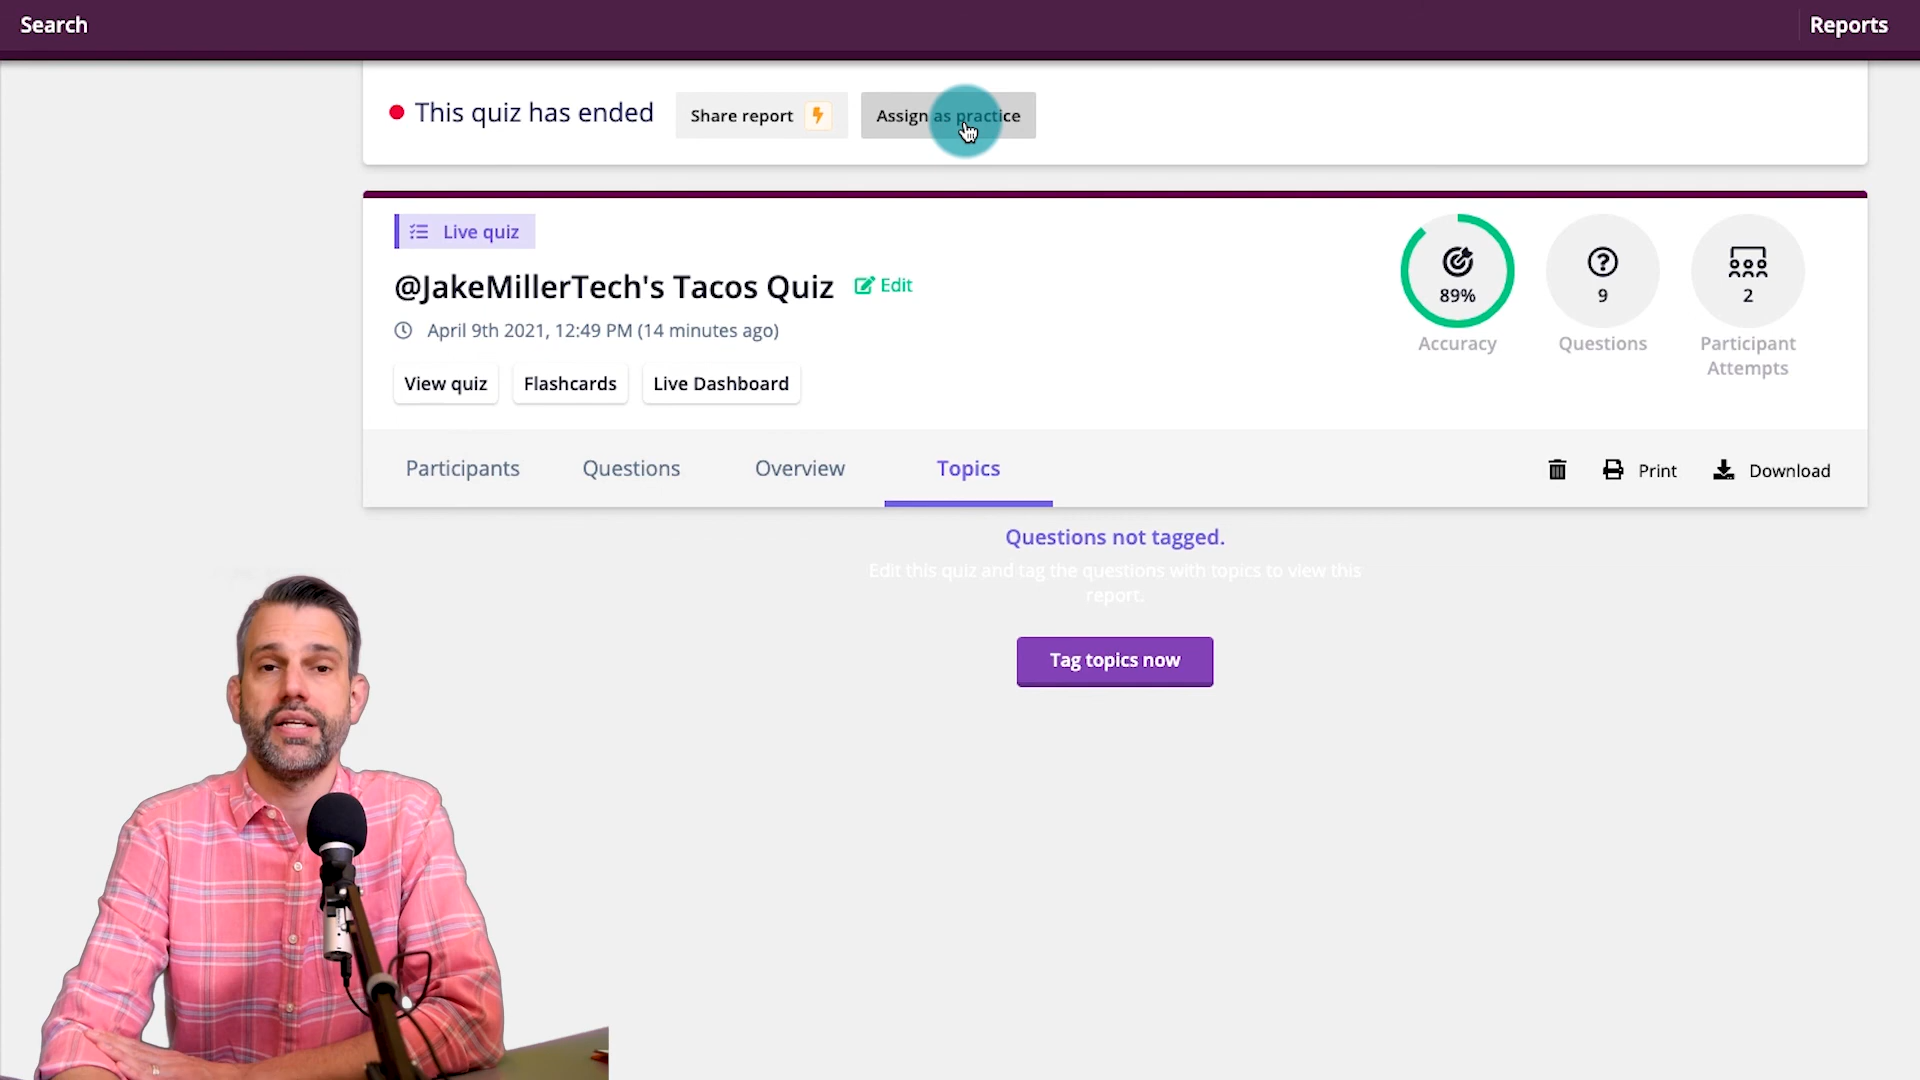 Search
Reports
This quiz has ended
Share report
Assign as practice
Live quiz
@JakeMillerTech's Tacos Quiz
Edit
April 9th 2021, 12:49 PM (14 minutes ago)
89%
9
2
Accuracy
Questions
Participant
Attempts
View quiz
Flashcards
Live Dashboard
Participants
Questions
Overview
Topics
Print
Download
Questions not tagged.
Edit this quiz and tag the questions with topics to view this
report.
Tag topics now